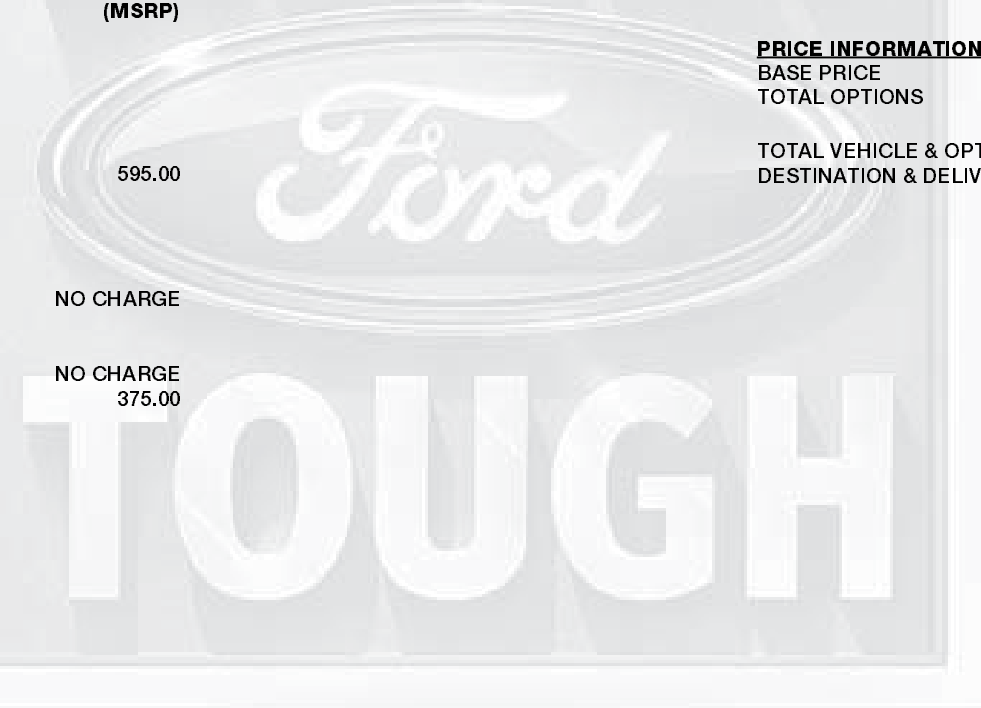 (MSRP)
595.00
NO CHARGE
NO CHARGE
375.00
PRICE INFORMATION
BASE PRICE
TOTAL OPTIONS
TOTAL VEHICLE & OPT
DESTINATION & DELIV
Ford
TOUGH